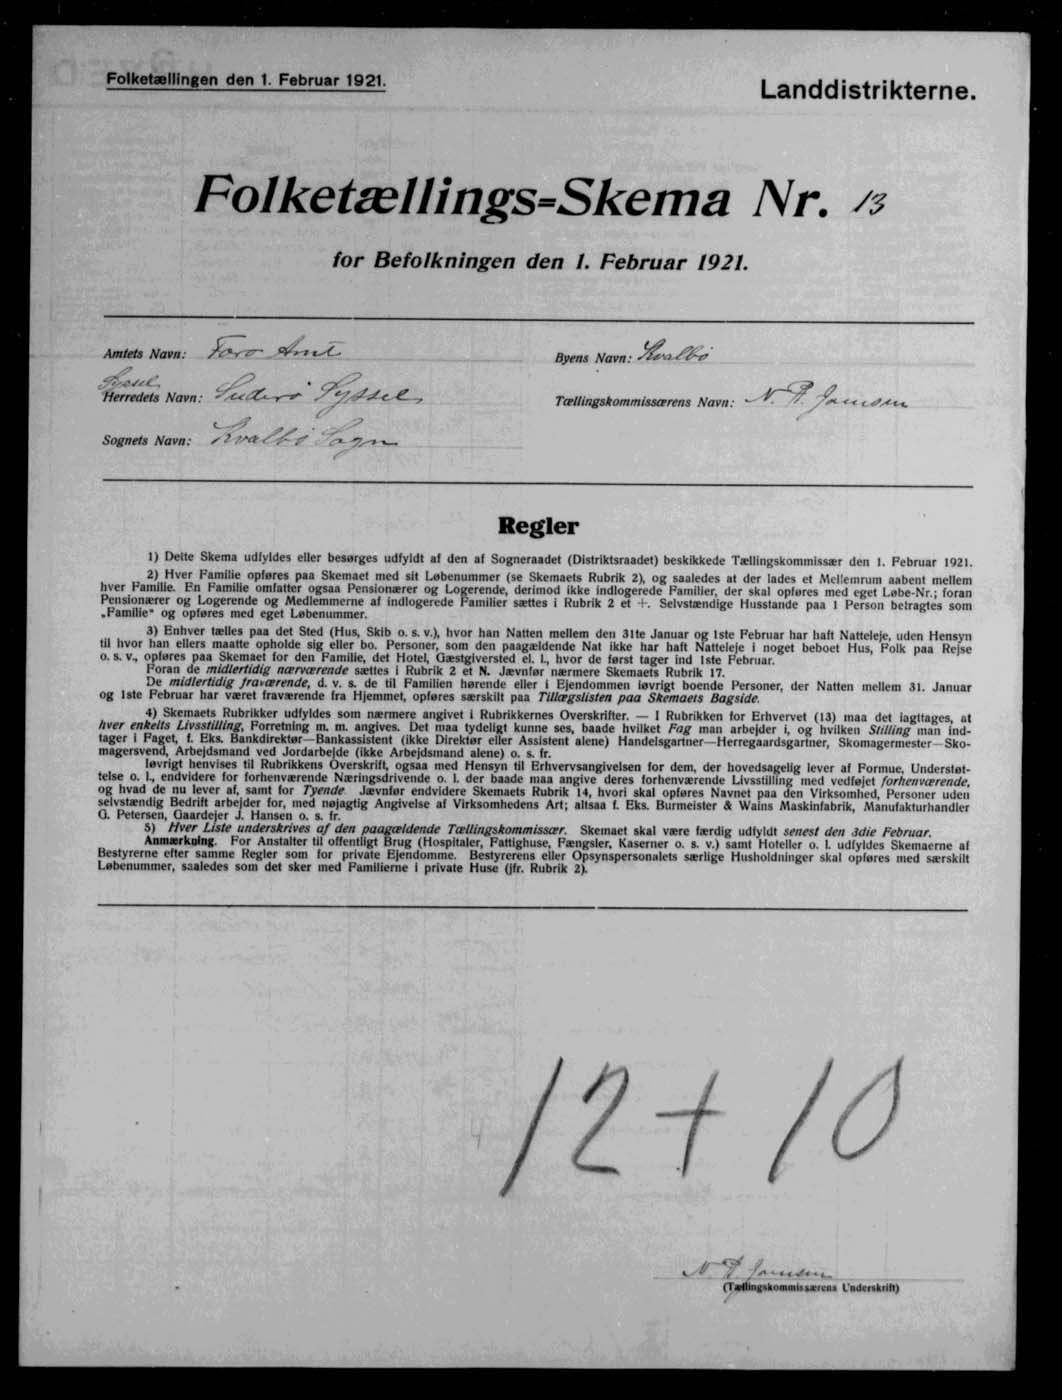 Folketællingen den 1. Februar 1921.
Landdistrikterne.
Folketællings=Skema Nr. 13
for Befolkningen den 1. Februar 1921.
Amtets Navn: Færø Amt
Byens Navn: Kvalbø
Syssel
Herredets Navn: Suderø Syssel
Tællingskommissærens Navn: N. P. Joensen
Sognets Navn: Kvalbø Sogn
Regler
1) Dette Skema udfyldes eller besørges udfyldt af den af Sogneraadet (Distriktsraadet) beskikkede Tællingskommissær den 1. Februar 1921.
2) Hver Familie opføres paa Skemaet med sit Løbenummer (se Skemaets Rubrik 2), og saaledes at der lades et Mellemrum aabent mellem
hver Familie. En Familie omfatter ogsaa Pensionærer og Logerende, derimod ikke indlogerede Familier, der skal opføres med eget Løbe-Nr.; foran
Pensionærer og Logerende og Medlemmerne af indlogerede Familier sættes i Rubrik 2 et +. Selvstændige Husstande paa 1 Person betragtes som
„Familie“ og opføres med eget Løbenummer.
3) Enhver tælles paa det Sted (Hus, Skib o. s. v.), hvor han Natten mellem den 31te Januar og 1ste Februar har haft Natteleje, uden Hensyn
til hvor han ellers maatte opholde sig eller bo. Personer, som den paagældende Nat ikke har haft Natteleje i noget beboet Hus, Folk paa Rejse
o. s. v., opføres paa Skemaet for den Familie, det Hotel, Gæstgiversted el. l., hvor de først tager ind 1ste Februar.
Foran de midlertidig nærværende sættes i Rubrik 2 et N. Jævnfør nærmere Skemaets Rubrik 17.
De midlertidig fraværende, d. v. s. de til Familien hørende eller i Ejendommen iøvrigt boende Personer, der Natten mellem 31. Januar
og 1ste Februar har været fraværende fra Hjemmet, opføres særskilt paa Tillægslisten paa Skemaets Bagside.
4) Skemaets Rubrikker udfyldes som nærmere angivet i Rubrikkernes Overskrifter. — I Rubrikken for Erhvervet (13) maa det iagttages, at
hver enkelts Livsstilling, Forretning m. m. angives. Det maa tydeligt kunne ses, baade hvilket Fag man arbejder i, og hvilken Stilling man ind-
tager i Faget, f. Eks. Bankdirektør—Bankassistent (ikke Direktør eller Assistent alene) Handelsgartner—Herregaardsgartner, Skomagermester—Sko-
magersvend, Arbejdsmand ved Jordarbejde (ikke Arbejdsmand alene) o. s. fr.
Iøvrigt henvises til Rubrikkens Overskrift, ogsaa med Hensyn til Erhvervsangivelsen for dem, der hovedsagelig lever af Formue, Understøt-
telse o. l., endvidere for forhenværende Næringsdrivende o. l. der baade maa angive deres forhenværende Livsstilling med vedføjet forhenværende,
og hvad de nu lever af, samt for Tyende. Jævnfør endvidere Skemaets Rubrik 14, hvori skal opføres Navnet paa den Virksomhed, Personer uden
selvstændig Bedrift arbejder for, med nøjagtig Angivelse af Virksomhedens Art; altsaa f. Eks. Burmeister & Wains Maskinfabrik, Manufakturhandler
G. Petersen, Gaardejer J. Hansen o. s. fr.
5) Hver Liste underskrives af den paagældende Tællingskommissær. Skemaet skal være færdig udfyldt senest den 3die Februar.
Anmærkning. For Anstalter til offentligt Brug (Hospitaler, Fattighuse, Fængsler, Kaserner o. s. v.) samt Hoteller o. l. udfyldes Skemaerne af
Bestyrerne efter samme Regler som for private Ejendomme. Bestyrerens eller Opsynspersonalets særlige Husholdninger skal opføres med særskilt
Løbenummer, saaledes som det sker med Familierne i private Huse (jfr. Rubrik 2).
12 + 10
N. P. Joensen
(Tællingskommissærens Underskrift)